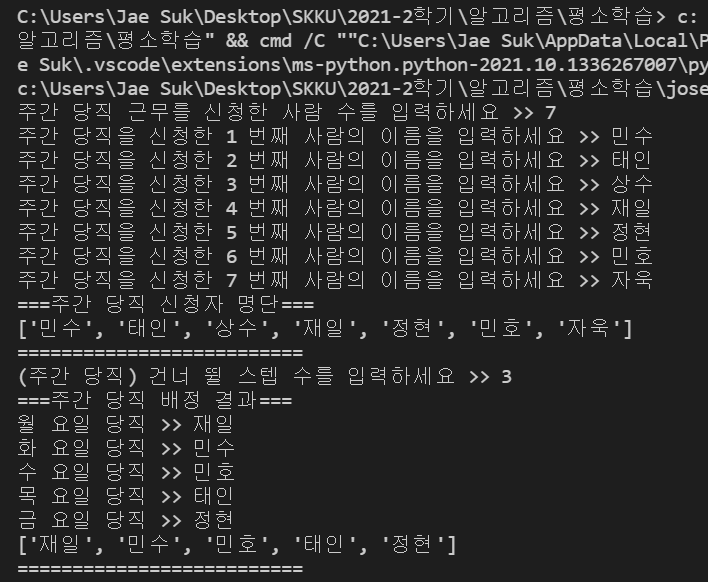 C:\Users\Jae Suk\Desktop\SKKU\2021-2학기\알고리즘\평소학습> c:
알고리즘\평소학습" && cmd /C ""C:\Users\Jae Suk\AppData\Local\P
e Suk\.vscode\extensions\ms-python.python-2021.10.1336267007\py
c:\Users\Jae Suk\Desktop\SKKU\2021-2학기\알고리즘\평소학습\jose
주간 당직 근무를 신청한 사람 수를 입력하세요 >> 7
주간 당직을 신청한 1 번째 사람의 이름을 입력하세요 >> 민수
주간 당직을 신청한 2 번째 사람의 이름을 입력하세요 >> 태인
주간 당직을 신청한 3 번째 사람의 이름을 입력하세요 >> 상수
주간 당직을 신청한 4 번째 사람의 이름을 입력하세요 >> 재일
주간 당직을 신청한 5 번째 사람의 이름을 입력하세요 >> 정현
주간 당직을 신청한 6 번째 사람의 이름을 입력하세요 >> 민호
주간 당직을 신청한 7 번째 사람의 이름을 입력하세요 >> 자욱
===주간 당직 신청자 명단===
['민수', '태인', '상수', '재일', '정현', '민호', '자욱']
==========================
(주간 당직) 건너 뛸 스텝 수를 입력하세요 >> 3
===주간 당직 배정 결과===
월 요일 당직 >> 재일
화 요일 당직 >> 민수
수 요일 당직 >> 민호
목 요일 당직 >> 태인
금 요일 당직 >> 정현
['재일', '민수', '민호', '태인', '정현']
==========================